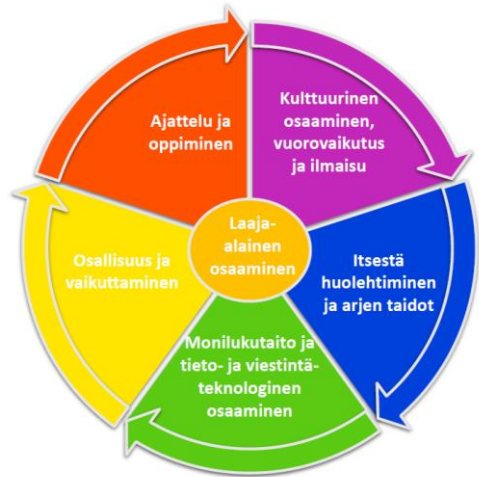 Ajattelu ja
oppiminen
Kulttuurinen
osaaminen,
vuorovaikutus
ja ilmaisu
Itsestä
huolehtiminen
ja arjen taidot
Monilukutaito ja
tieto- ja viestintä-
teknologinen
osaaminen
Osallisuus ja
vaikuttaminen
Laaja-
alainen
osaaminen